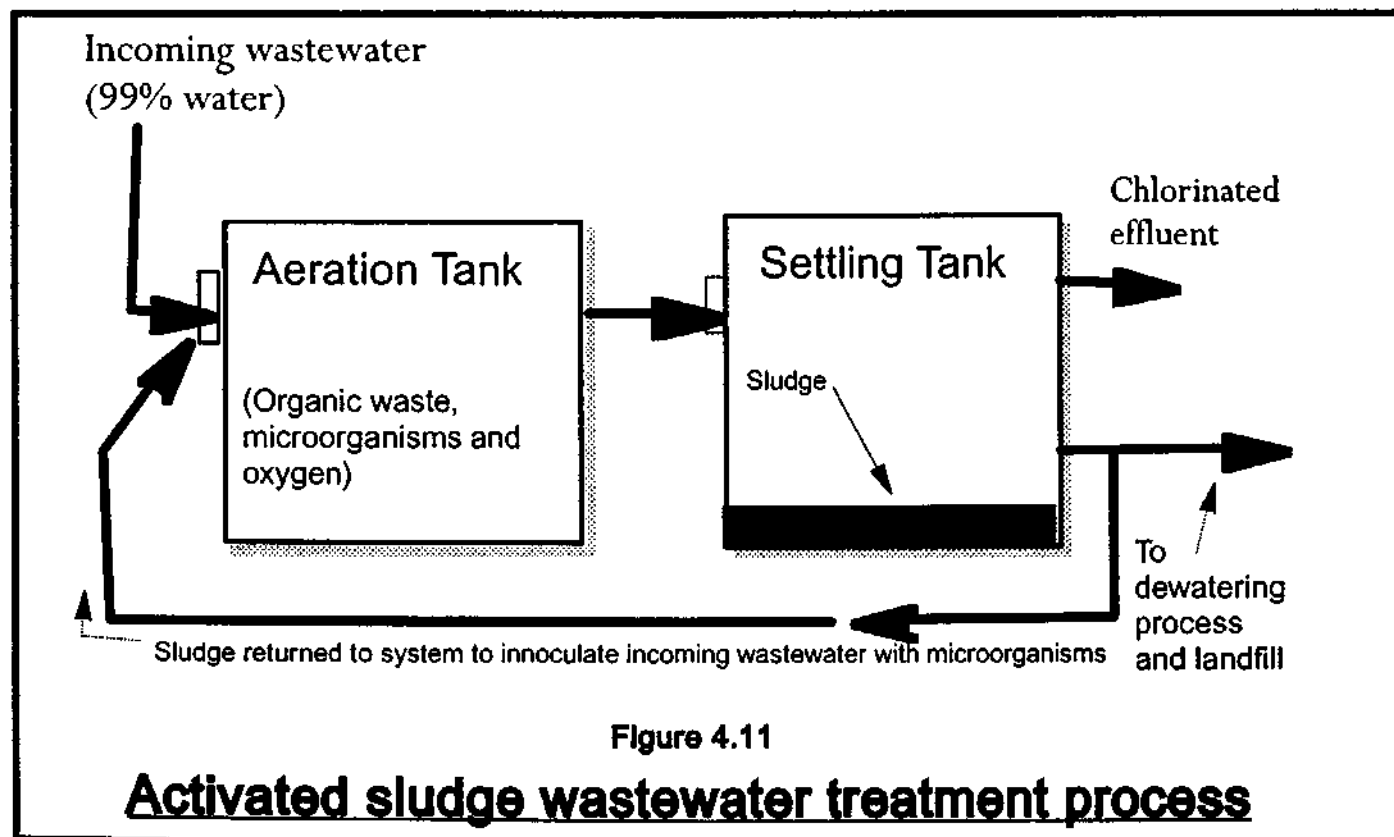 Incoming wastewater
(99% water)
Chlorinated
effluent
Aeration Tank
Settling Tank
(Organic waste,
microorganisms and
oxygen)
Sludge
To
dewatering
process
and landfill
Sludge returned to system to innoculate incoming wastewater with microorganisms
Figure 4.11
Activated sludge wastewater treatment process